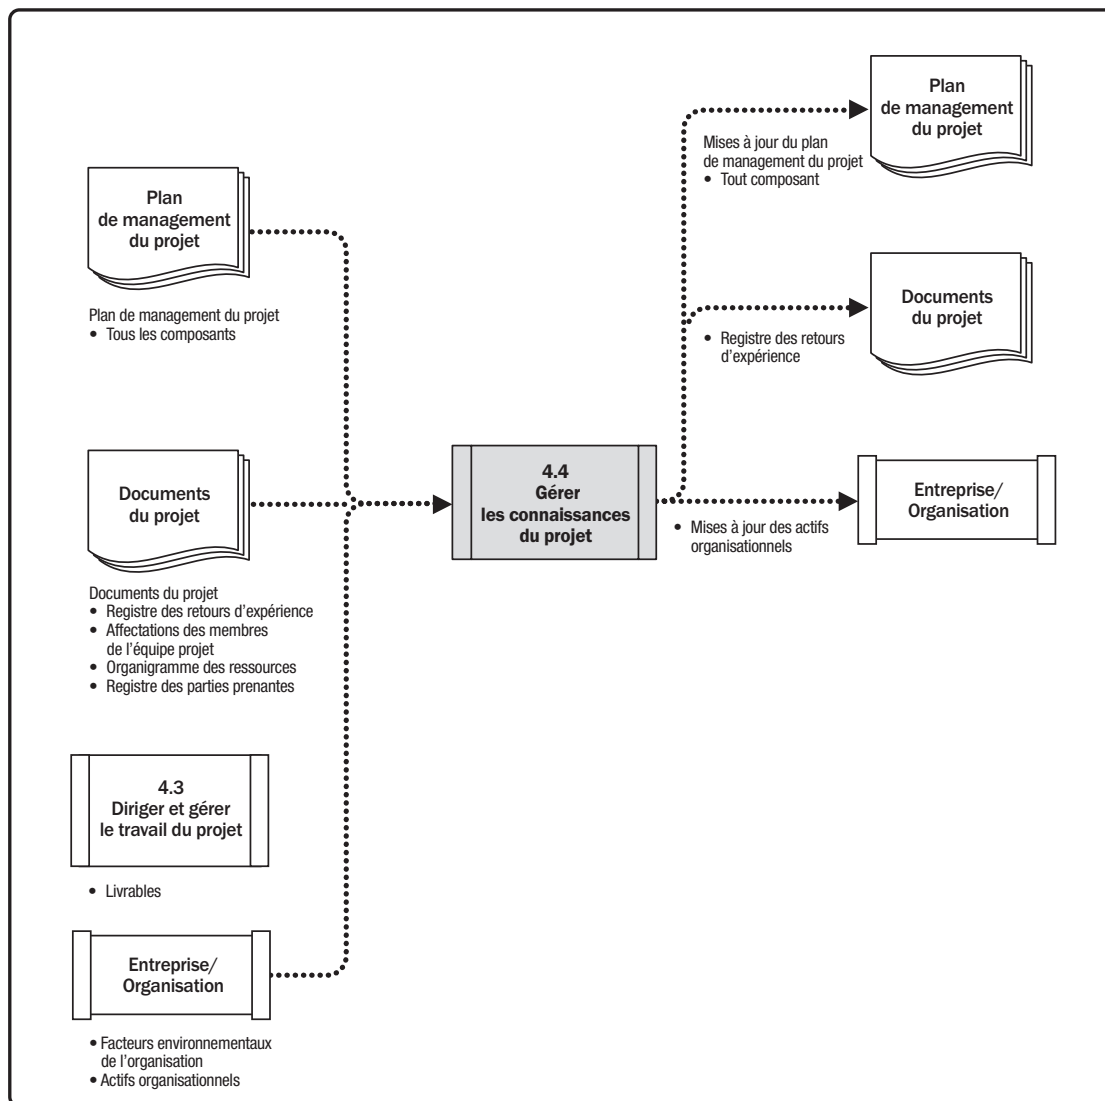 Plan
de management
du projet
Plan de management du projet
• Tous les composants
Documents
du projet
Documents du projet
• Registre des retours d’expérience
• Affectations des membres
de l’équipe projet
• Organigramme des ressources
• Registre des parties prenantes
4.3
Diriger et gérer
le travail du projet
• Livrables
Entreprise/
Organisation
• Facteurs environnementaux
de l’organisation
• Actifs organisationnels
4.4
Gérer
les connaissances
du projet
Mises à jour du plan
de management du projet
• Tout composant
Plan
de management
du projet
• Registre des retours
d’expérience
Documents
du projet
• Mises à jour des actifs
organisationnels
Entreprise/
Organisation